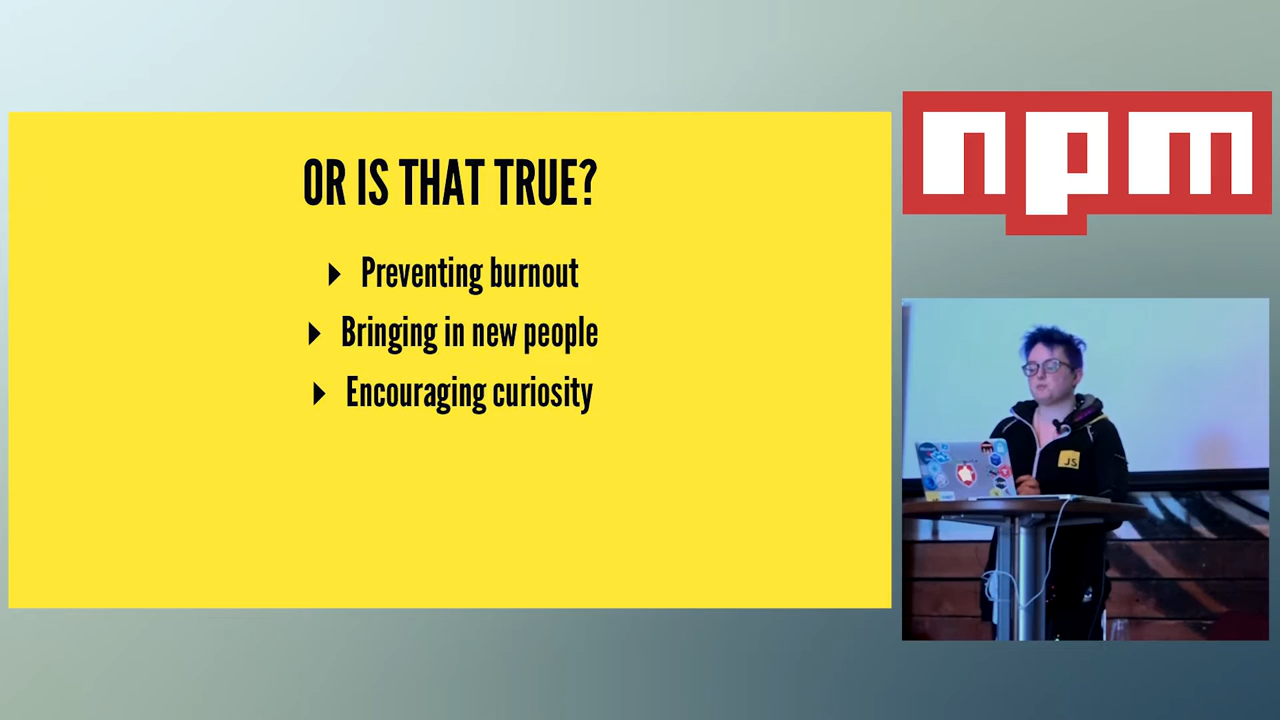 OR IS THAT TRUE?
Preventing burnout
Bringing in new people
Encouraging curiosity
npm
JS